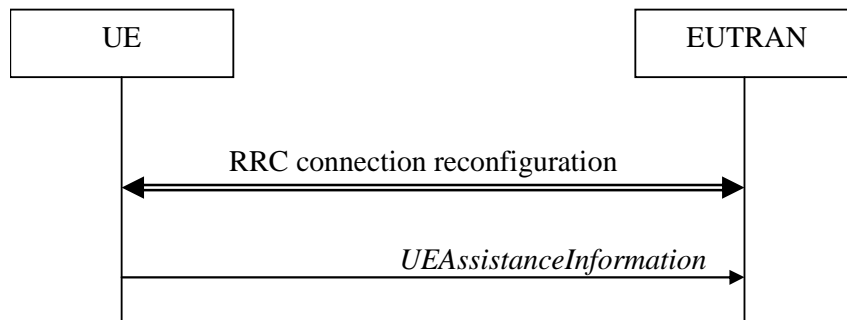 UE
EUTRAN
RRC connection reconfiguration
UEAssistanceInformation